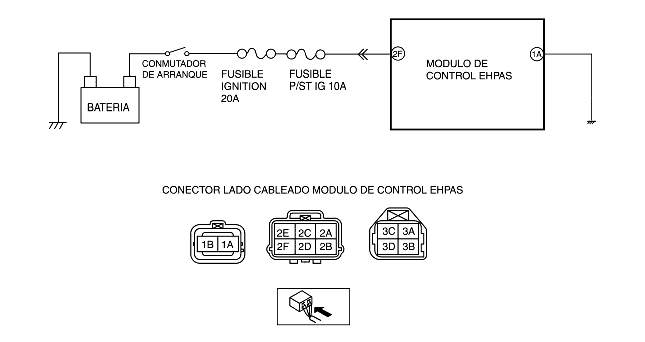 CONMUTADOR
DE ARRANQUE
FUSIBLE
IGNITION
20A
FUSIBLE
P/ST IG 10A
2F
MODULO DE
CONTROL EHPAS
1A
BATERIA
CONECTOR LADO CABLEADO MODULO DE CONTROL EHPAS
1B 1A
2E 2C 2A
2F 2D 2B
3C 3A
3D 3B